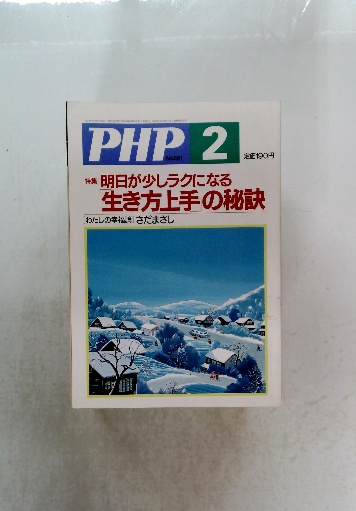 PHP 2
定価190円
特集 明日が少しラクになる
「生き方上手」の秘訣
わたしの幸福論 さだまさし